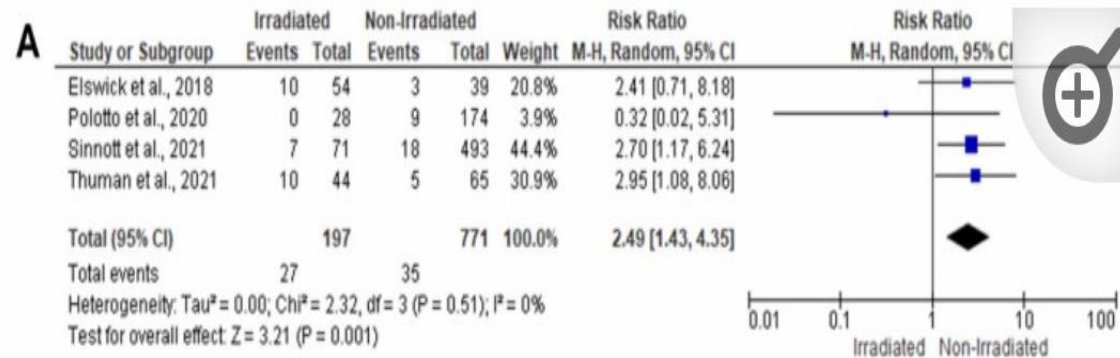 A
Irradiated Non-Irradiated Risk Ratio Risk Ratio
Study or Subgroup Events Total Events Total Weight M-H, Random, 95% CI M-H, Random, 95% CI
Elswick et al., 2018 10 54 3 39 20.8% 2.41 [0.71, 8.18]
Polotto et al., 2020 0 28 9 174 3.9% 0.32 [0.02, 5.31]
Sinnott et al., 2021 7 71 18 493 44.4% 2.70 [1.17, 6.24]
Thuman et al., 2021 10 44 5 65 30.9% 2.95 [1.08, 8.06]
Total (95% CI) 197 771 100.0% 2.49 [1.43, 4.35]
Total events 27 35
Heterogeneity: Tau² = 0.00; Chi² = 2.32, df = 3 (P = 0.51); I² = 0%
Test for overall effect: Z = 3.21 (P = 0.001)
0.01 0.1 1 10 100
Irradiated Non-Irradiated